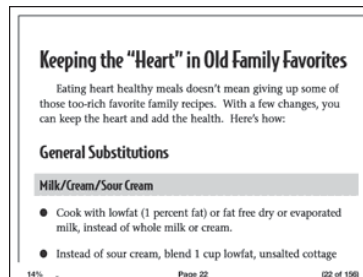 Keeping the “Heart” in Old Family Favorites
Eating heart healthy meals doesn’t mean giving up some of
those too-rich favorite family recipes. With a few changes, you
can keep the heart and add the health. Here’s how:
General Substitutions
Milk/Cream/Sour Cream
● Cook with lowfat (1 percent fat) or fat free dry or evaporated
milk, instead of whole milk or cream.
● Instead of sour cream, blend 1 cup lowfat, unsalted cottage
14% Page 22 (22 of 156)